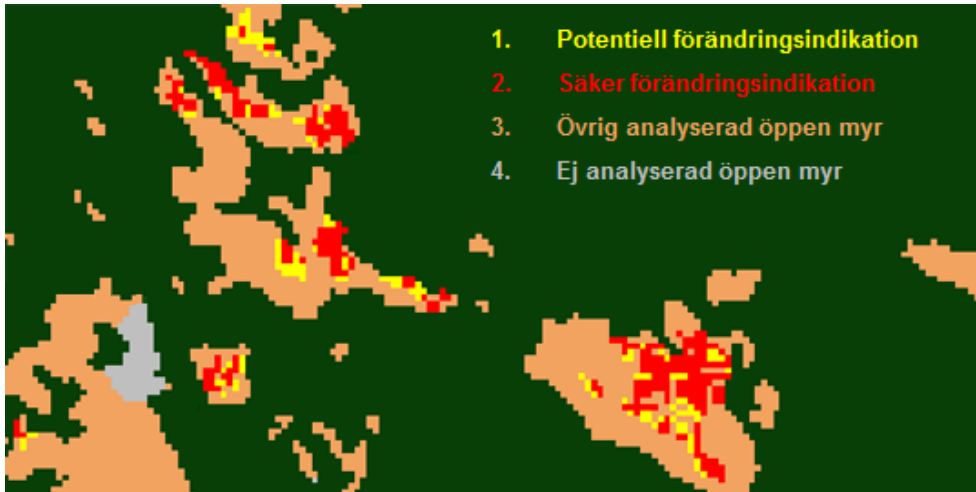 1. Potentiell förändringsindikation
2. Säker förändringsindikation
3. Övrig analyserad öppen myr
4. Ej analyserad öppen myr